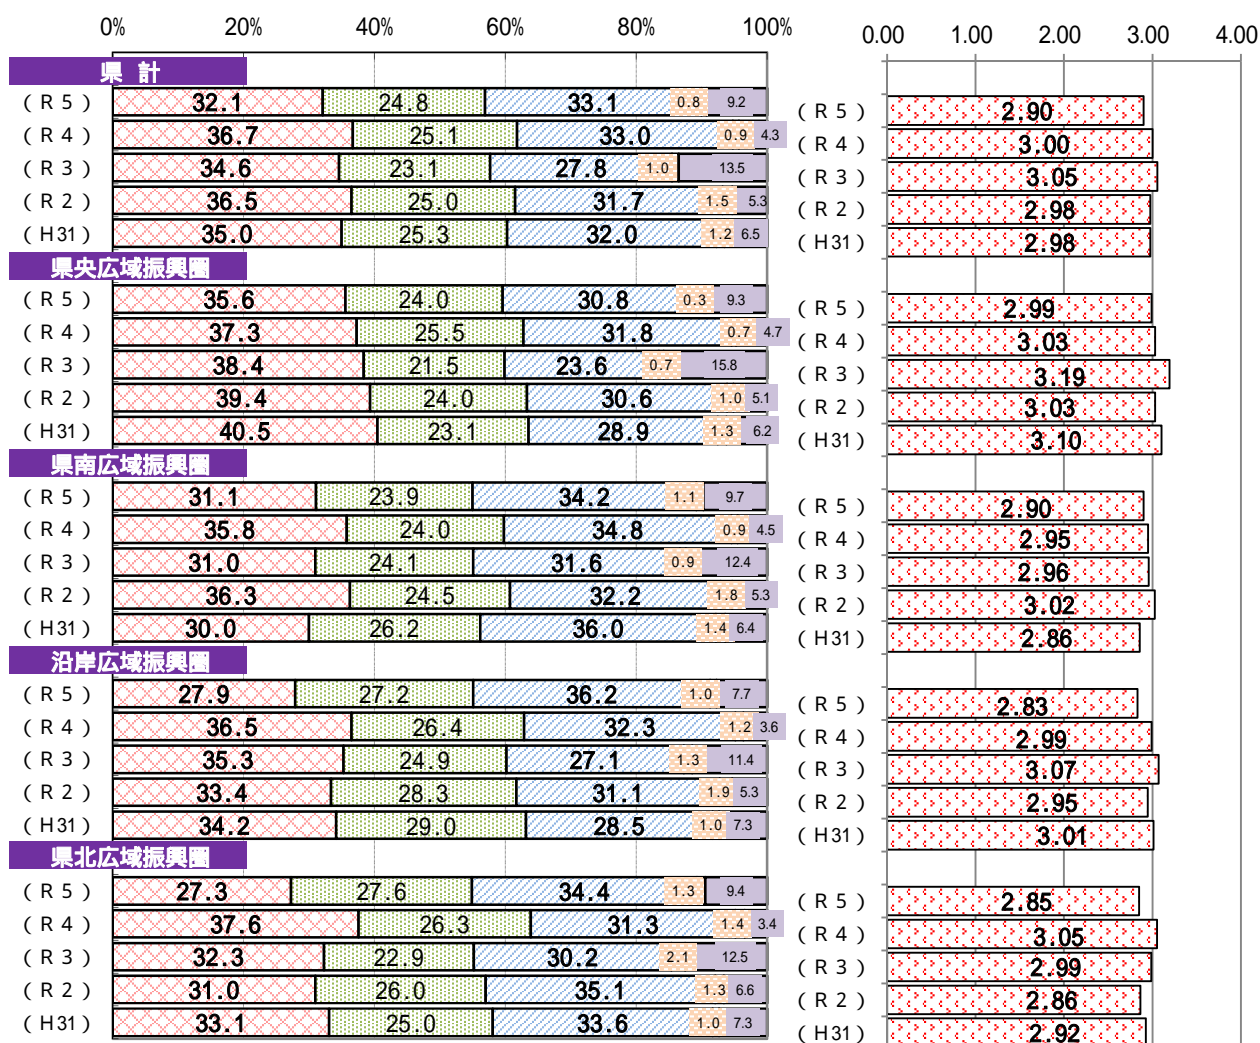 0% 20% 40% 60% 80% 100%
0.00 1.00 2.00 3.00 4.00
県 計
(R5) 32.1 24.8 33.1 0.8 9.2 (R5) 2.90
(R4) 36.7 25.1 33.0 0.9 4.3 (R4) 3.00
(R3) 34.6 23.1 27.8 1.0 13.5 (R3) 3.05
(R2) 36.5 25.0 31.7 1.5 5.3 (R2) 2.98
(H31) 35.0 25.3 32.0 1.2 6.5 (H31) 2.98
県央広域振興圏
(R5) 35.6 24.0 30.8 0.3 9.3 (R5) 2.99
(R4) 37.3 25.5 31.8 0.7 4.7 (R4) 3.03
(R3) 38.4 21.5 23.6 0.7 15.8 (R3) 3.19
(R2) 39.4 24.0 30.6 1.0 5.1 (R2) 3.03
(H31) 40.5 23.1 28.9 1.3 6.2 (H31) 3.10
県南広域振興圏
(R5) 31.1 23.9 34.2 1.1 9.7 (R5) 2.90
(R4) 35.8 24.0 34.8 0.9 4.5 (R4) 2.95
(R3) 31.0 24.1 31.6 0.9 12.4 (R3) 2.96
(R2) 36.3 24.5 32.2 1.8 5.3 (R2) 3.02
(H31) 30.0 26.2 36.0 1.4 6.4 (H31) 2.86
沿岸広域振興圏
(R5) 27.9 27.2 36.2 1.0 7.7 (R5) 2.83
(R4) 36.5 26.4 32.3 1.2 3.6 (R4) 2.99
(R3) 35.3 24.9 27.1 1.3 11.4 (R3) 3.07
(R2) 33.4 28.3 31.1 1.9 5.3 (R2) 2.95
(H31) 34.2 29.0 28.5 1.0 7.3 (H31) 3.01
県北広域振興圏
(R5) 27.3 27.6 34.4 1.3 9.4 (R5) 2.85
(R4) 37.6 26.3 31.3 1.4 3.4 (R4) 3.05
(R3) 32.3 22.9 30.2 2.1 12.5 (R3) 2.99
(R2) 31.0 26.0 35.1 1.3 6.6 (R2) 2.86
(H31) 33.1 25.0 33.6 1.0 7.3 (H31) 2.92